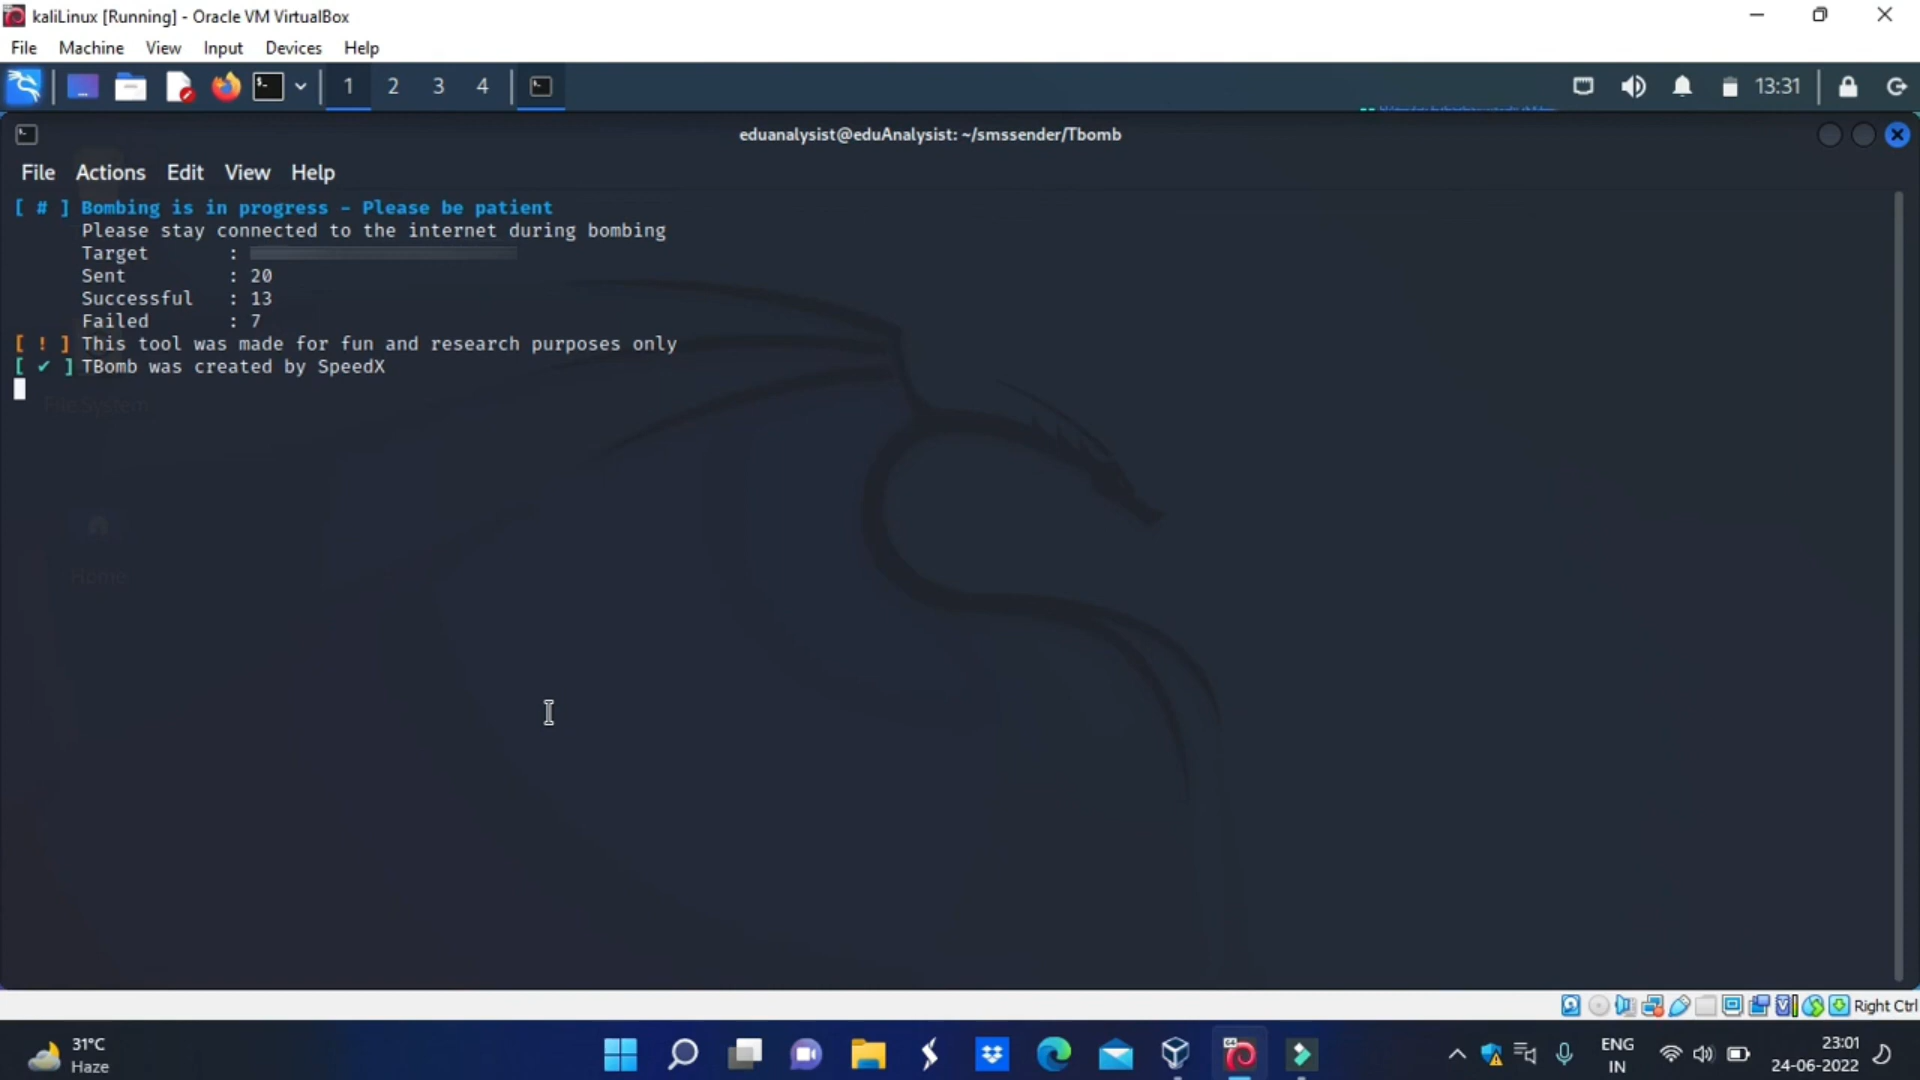 kaliLinux [Running] - Oracle VM VirtualBox
File Machine View Input Devices Help
1 2 3 4 13:31
eduanalysist@eduAnalysist: ~/smssender/Tbomb
File Actions Edit View Help
[ # ] Bombing is in progress - Please be patient
Please stay connected to the internet during bombing
Target :
Sent : 20
Successful : 13
Failed : 7
[ ! ] This tool was made for fun and research purposes only
[ ✔ ] TBomb was created by SpeedX
File System
Home
Right Ctrl
31°C
Haze
ENG
IN
23:01
24-06-2022